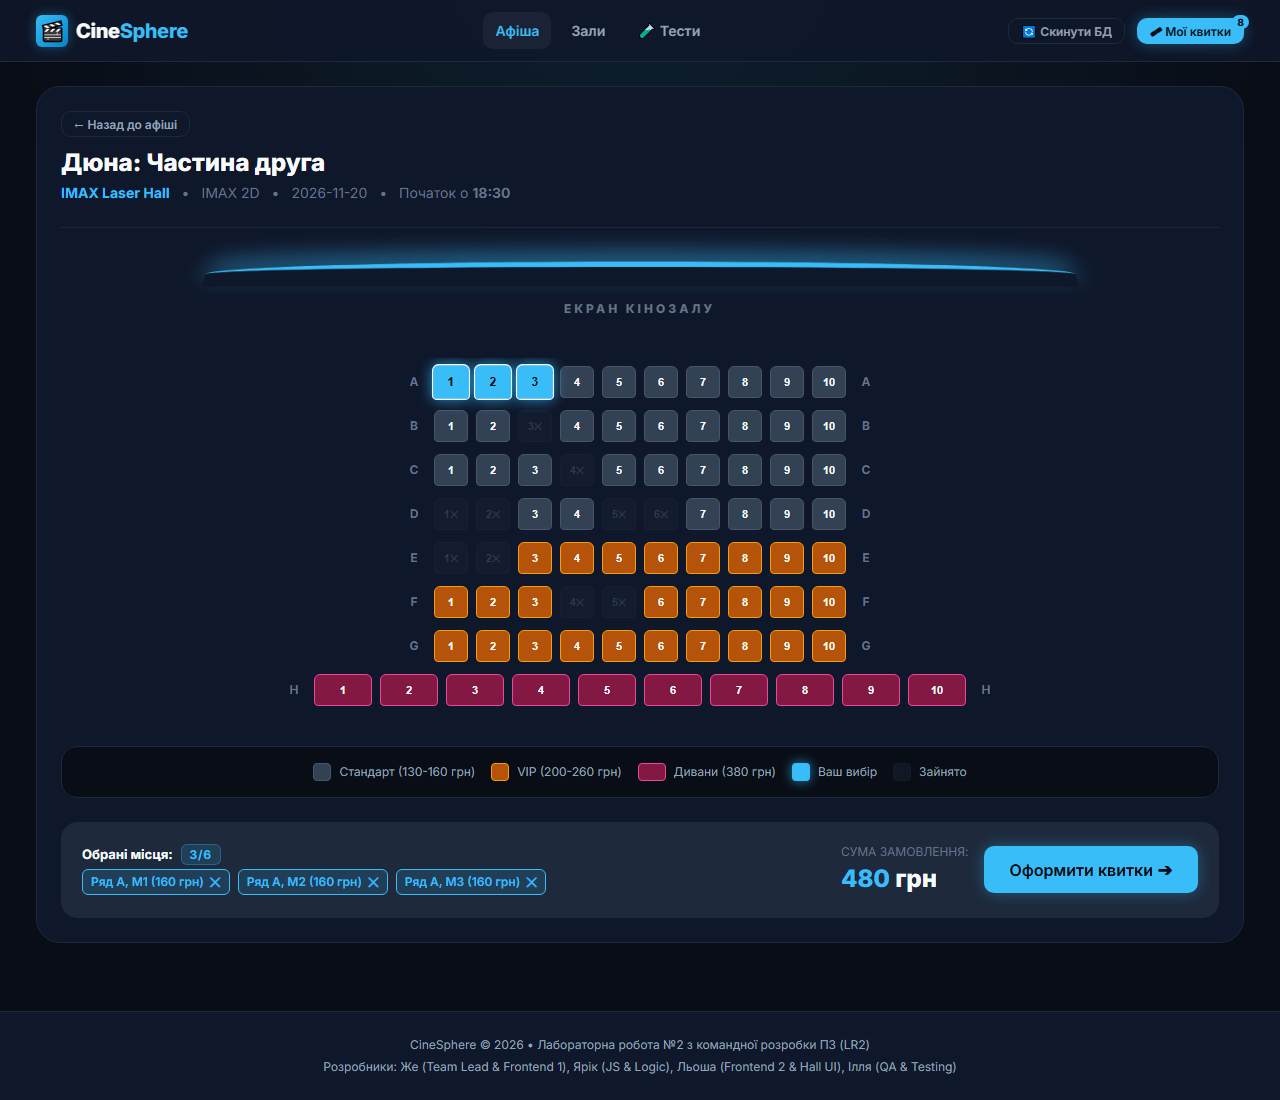 CineSphere
Афіша
Зали
Тести
Скинути БД
Мої квитки
8
← Назад до афіші
Дюна: Частина друга
IMAX Laser Hall • IMAX 2D • 2026-11-20 • Початок о 18:30
ЕКРАН КІНОЗАЛУ
A 1 2 3 4 5 6 7 8 9 10 A
B 1 2 3✕ 4 5 6 7 8 9 10 B
C 1 2 3 4✕ 5 6 7 8 9 10 C
D 1✕ 2✕ 3 4 5✕ 6✕ 7 8 9 10 D
E 1✕ 2✕ 3 4 5 6 7 8 9 10 E
F 1 2 3 4✕ 5✕ 6 7 8 9 10 F
G 1 2 3 4 5 6 7 8 9 10 G
H 1 2 3 4 5 6 7 8 9 10 H
Стандарт (130-160 грн) VIP (200-260 грн) Дивани (380 грн) Ваш вибір Зайнято
Обрані місця: 3/6
Ряд A, М1 (160 грн) ✕ Ряд A, М2 (160 грн) ✕ Ряд A, М3 (160 грн) ✕
СУМА ЗАМОВЛЕННЯ:
480 грн
Оформити квитки ➔
CineSphere © 2026 • Лабораторна робота №2 з командної розробки ПЗ (LR2)
Розробники: Же (Team Lead & Frontend 1), Ярік (JS & Logic), Льоша (Frontend 2 & Hall UI), Ілля (QA & Testing)